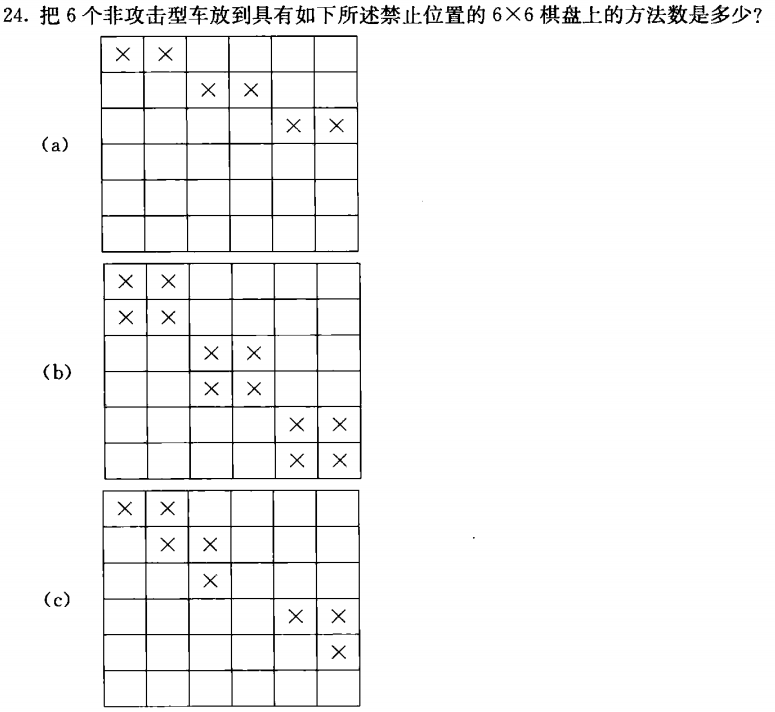 24. 把 6 个非攻击型车放到具有如下所述禁止位置的 6×6 棋盘上的方法数是多少?
× ×
× ×
(a) × ×
× ×
× ×
(b) × ×
× ×
× ×
× ×
× ×
× ×
×
(c) × ×
×